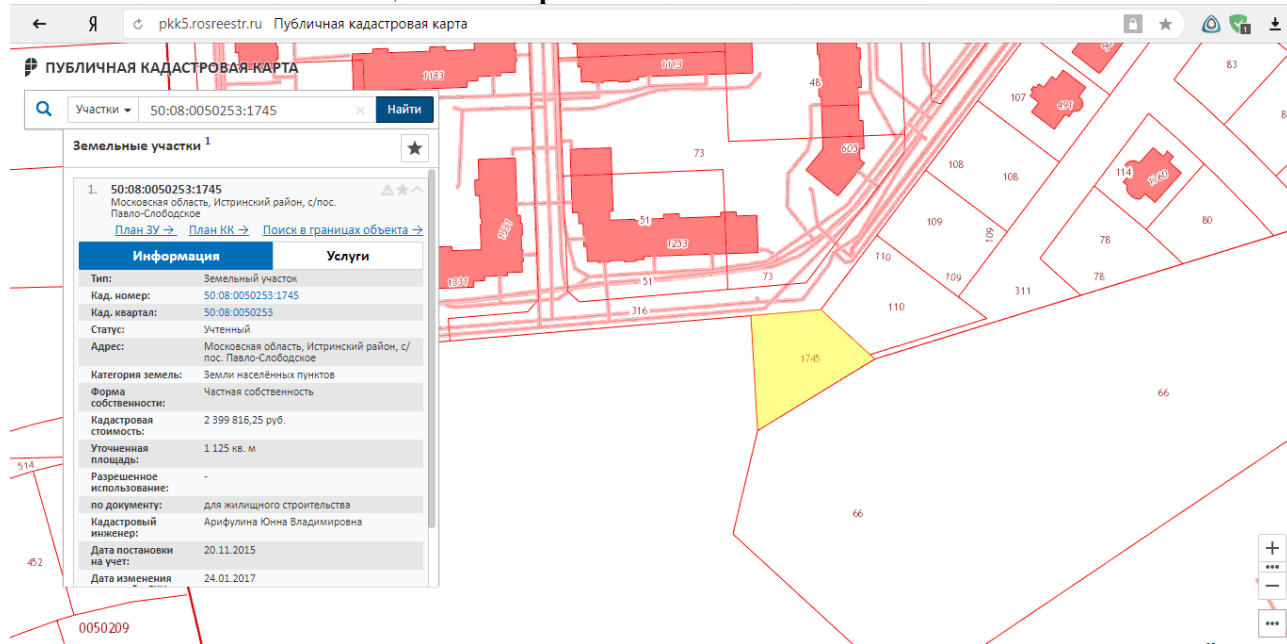 pkk5.rosreestr.ru Публичная кадастровая карта
1
ПУБЛИЧНАЯ КАДАСТРОВАЯ КАРТА
Участки 50:08:0050253:1745 × Найти
Земельные участки 1
1. 50:08:0050253:1745
Московская область, Истринский район, с/пос.
Павло-Слободское
План ЗУ → План КК → Поиск в границах объекта →
Информация Услуги
Тип: Земельный участок
Кад. номер: 50:08:0050253:1745
Кад. квартал: 50:08:0050253
Статус: Учтенный
Адрес: Московская область, Истринский район, с/
пос. Павло-Слободское
Категория земель: Земли населённых пунктов
Форма Частная собственность
собственности:
Кадастровая 2 399 816,25 руб.
стоимость:
Уточненная 1 125 кв. м
площадь:
Разрешенное -
использование:
по документу: для жилищного строительства
Кадастровый Арифулина Юнна Владимировна
инженер:
Дата постановки 20.11.2015
на учет:
Дата изменения 24.01.2017
1183
1113
48
83
107
491
73
605
108
108
114
1760
51
109
109
80
1253
78
110
1331
51
73
109
311
78
316
110
1745
66
514
66
452
0050209